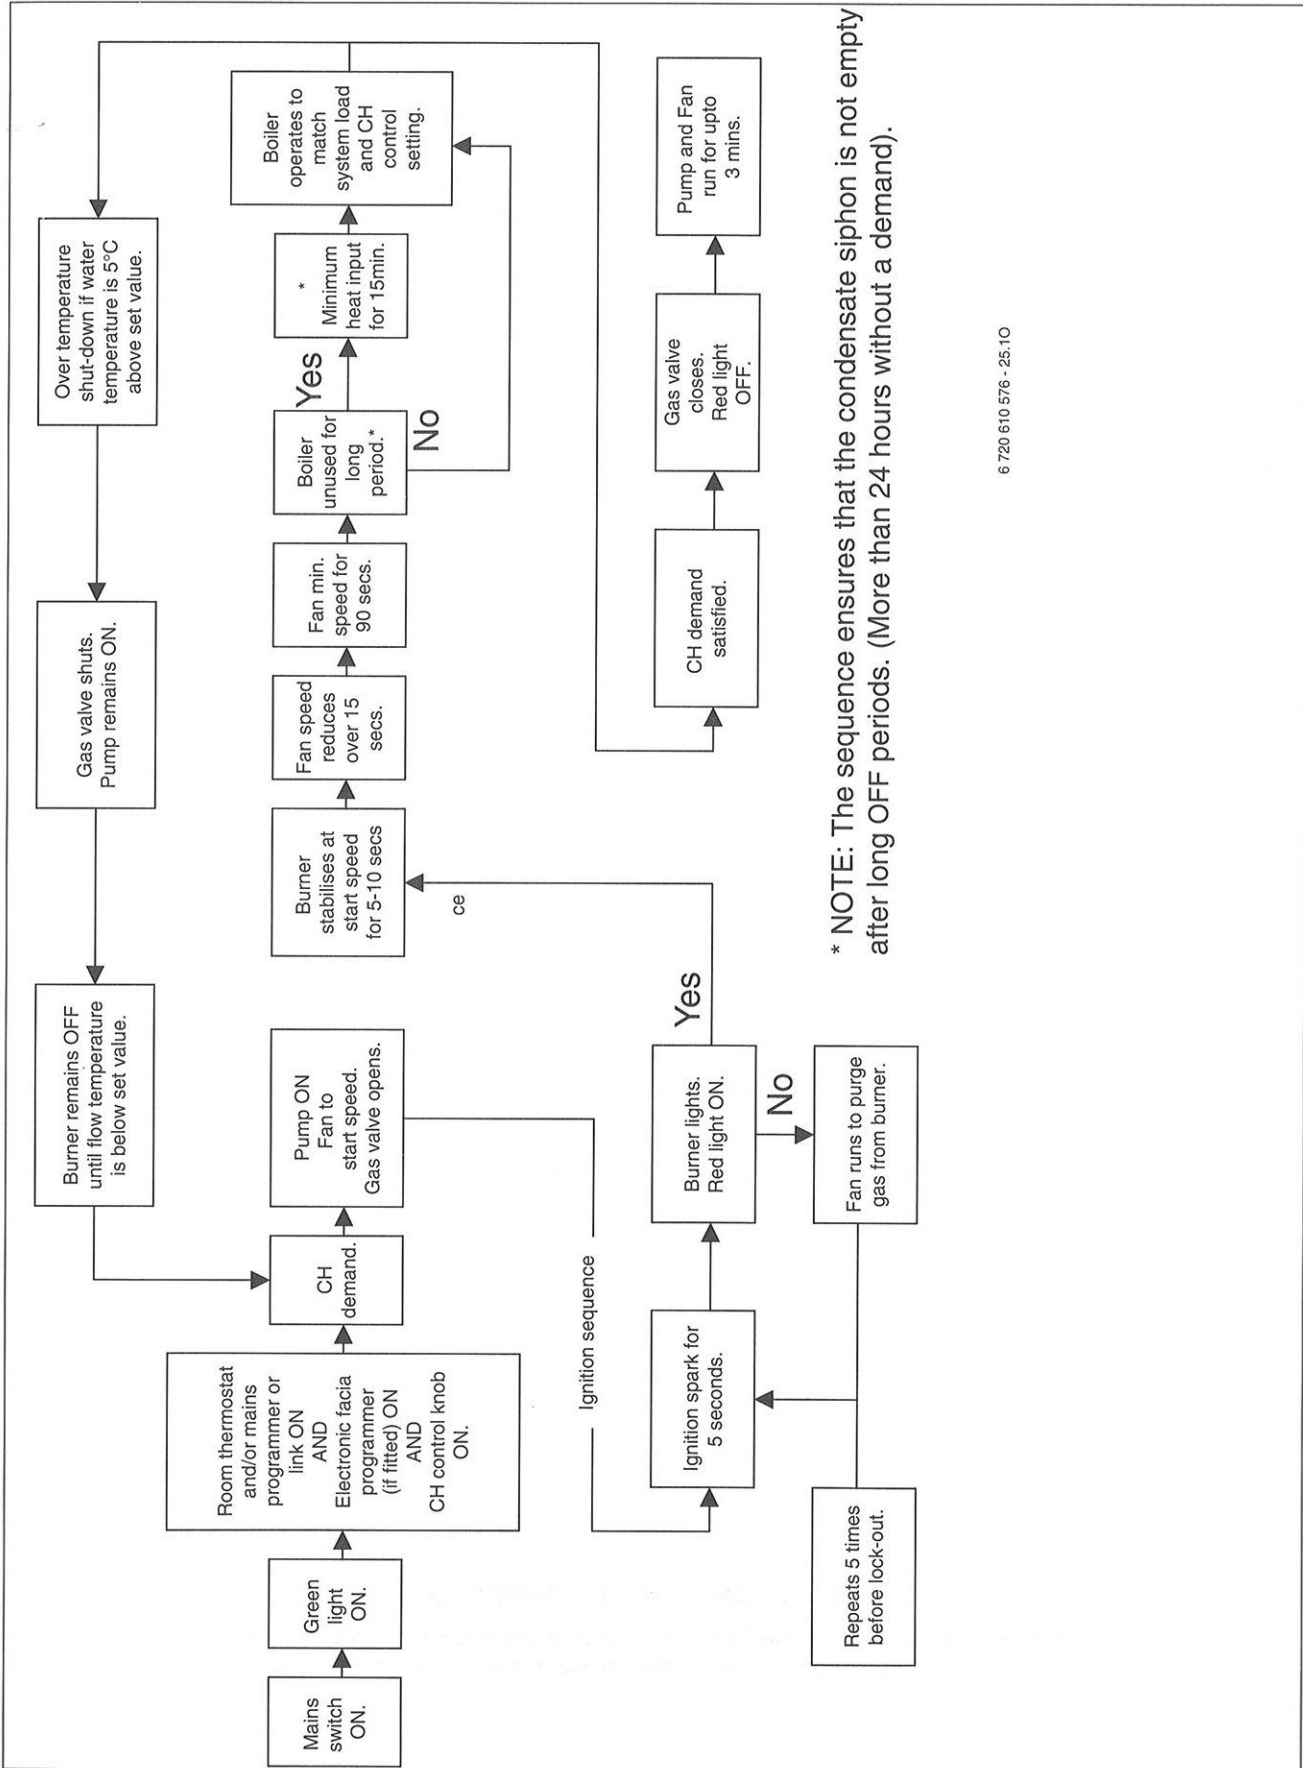 Over temperature
shut-down if water
temperature is 5°C
above set value.
Gas valve shuts.
Pump remains ON.
Burner remains OFF
until flow temperature
is below set value.
Mains
switch
ON.
Green
light
ON.
Room thermostat
and/or mains
programmer or
link ON
AND
Electronic facia
programmer
(if fitted) ON
AND
CH control knob
ON.
CH
demand.
Pump ON
Fan to
start speed.
Gas valve opens.
Burner
stabilises at
start speed
for 5-10 secs
Fan speed
reduces
over 15
secs.
Fan min.
speed for
90 secs.
Boiler
unused for
long
period.*
Yes
No
*
Minimum
heat input
for 15min.
Boiler
operates to
match
system load
and CH
control
setting.
ce
Ignition sequence
Ignition spark for
5 seconds.
Burner lights.
Red light ON.
Yes
No
Fan runs to purge
gas from burner.
Repeats 5 times
before lock-out.
CH demand
satisfied.
Gas valve
closes.
Red light
OFF.
Pump and Fan
run for upto
3 mins.
* NOTE: The sequence ensures that the condensate siphon is not empty
after long OFF periods. (More than 24 hours without a demand).
6 720 610 576 - 25.1O